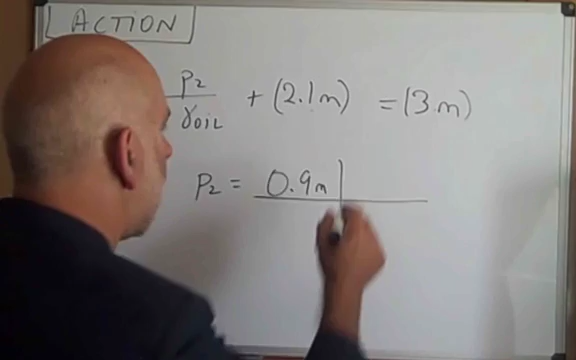 ACTION
P₂/γOIL + (2.1m) = (3m)
P₂ = 0.9m